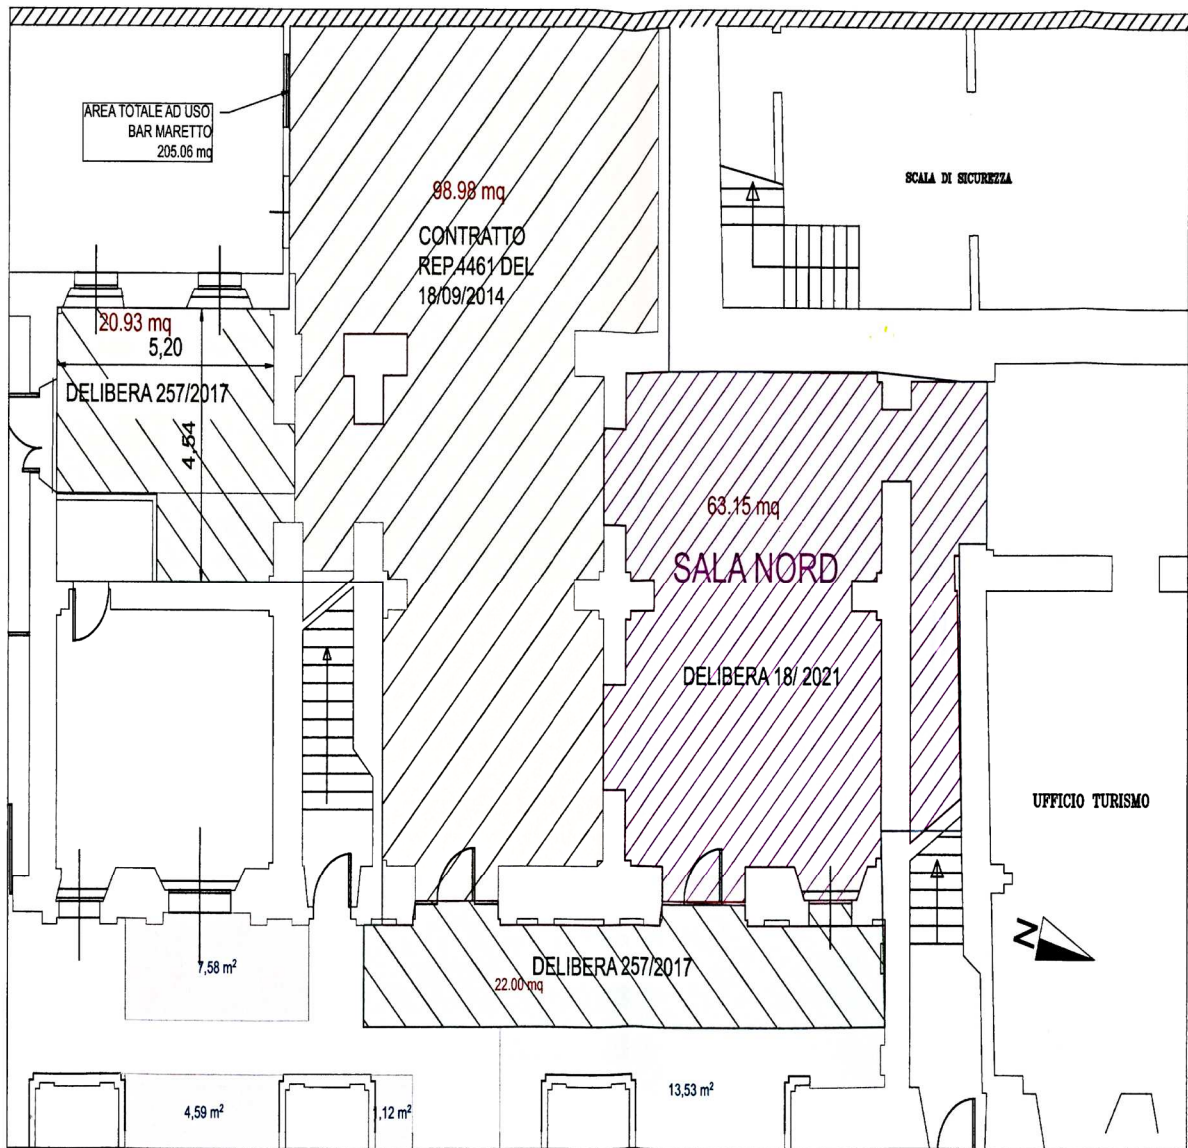 AREA TOTALE AD USO
BAR MARETTO
205.06 mq
98.98 mq
CONTRATTO
REP.4461 DEL
18/09/2014
SCALA DI SICUREZZA
20.93 mq
5,20
DELIBERA 257/2017
4,54
63.15 mq
SALA NORD
DELIBERA 18/ 2021
UFFICIO TURISMO
N
7,58 m²
DELIBERA 257/2017
22.00 mq
4,59 m²
1,12 m²
13,53 m²